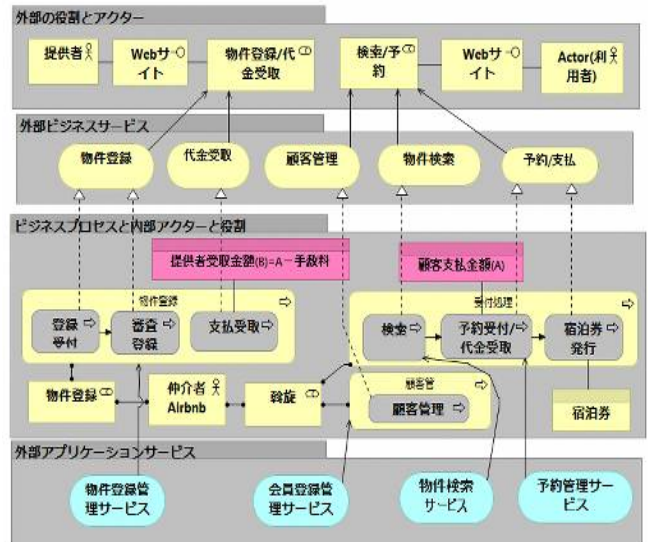 外部の役割とアクター
提供者
Webサ
イト
物件登録/代
金受取
検索/予
約
Webサ
イト
Actor(利
用者)
外部ビジネスサービス
物件登録
代金受取
顧客管理
物件検索
予約/支払
ビジネスプロセスと内部アクターと役割
提供者受取金額(B)=A－手数料
顧客支払金額(A)
物件登録
受付処理
登録
受付
審査
登録
支払受取
検索
予約受付/
代金受取
宿泊券
発行
物件登録
仲介者
Airbnb
斡旋
顧客管
顧客管理
宿泊券
外部アプリケーションサービス
物件登録管
理サービス
会員登録管
理サービス
物件検索
サービス
予約管理サー
ビス